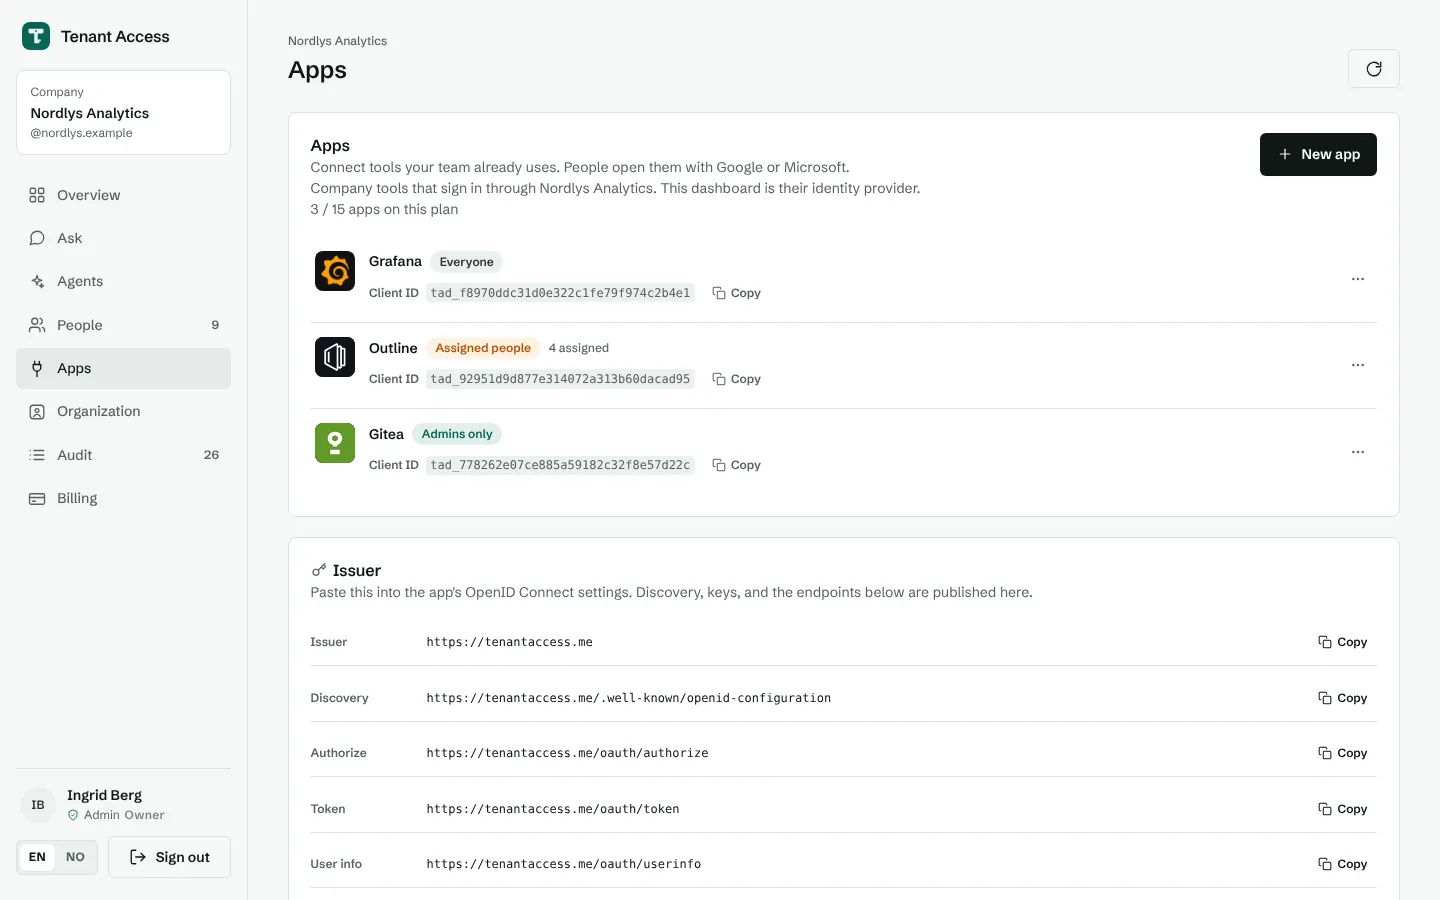 Tenant Access
Company
Nordlys Analytics
@nordlys.example
Overview
Ask
Agents
People 9
Apps
Organization
Audit 26
Billing
IB
Ingrid Berg
Admin Owner
EN NO
Sign out
Nordlys Analytics
Apps
Apps
Connect tools your team already uses. People open them with Google or Microsoft.
Company tools that sign in through Nordlys Analytics. This dashboard is their identity provider.
3 / 15 apps on this plan
New app
Grafana Everyone
Client ID tad_f8970ddc31d0e322c1fe79f974c2b4e1 Copy
Outline Assigned people 4 assigned
Client ID tad_92951d9d877e314072a313b60dacad95 Copy
Gitea Admins only
Client ID tad_778262e07ce885a59182c32f8e57d22c Copy
Issuer
Paste this into the app's OpenID Connect settings. Discovery, keys, and the endpoints below are published here.
Issuer https://tenantaccess.me Copy
Discovery https://tenantaccess.me/.well-known/openid-configuration Copy
Authorize https://tenantaccess.me/oauth/authorize Copy
Token https://tenantaccess.me/oauth/token Copy
User info https://tenantaccess.me/oauth/userinfo Copy